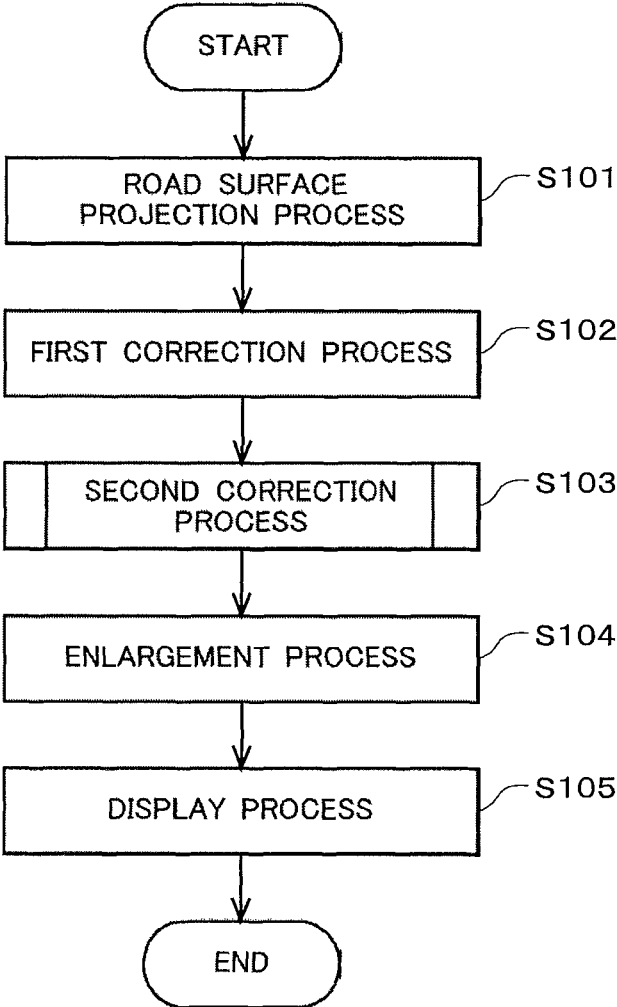 START
ROAD SURFACE
PROJECTION PROCESS
S101
FIRST CORRECTION PROCESS
S102
SECOND CORRECTION
PROCESS
S103
ENLARGEMENT PROCESS
S104
DISPLAY PROCESS
S105
END